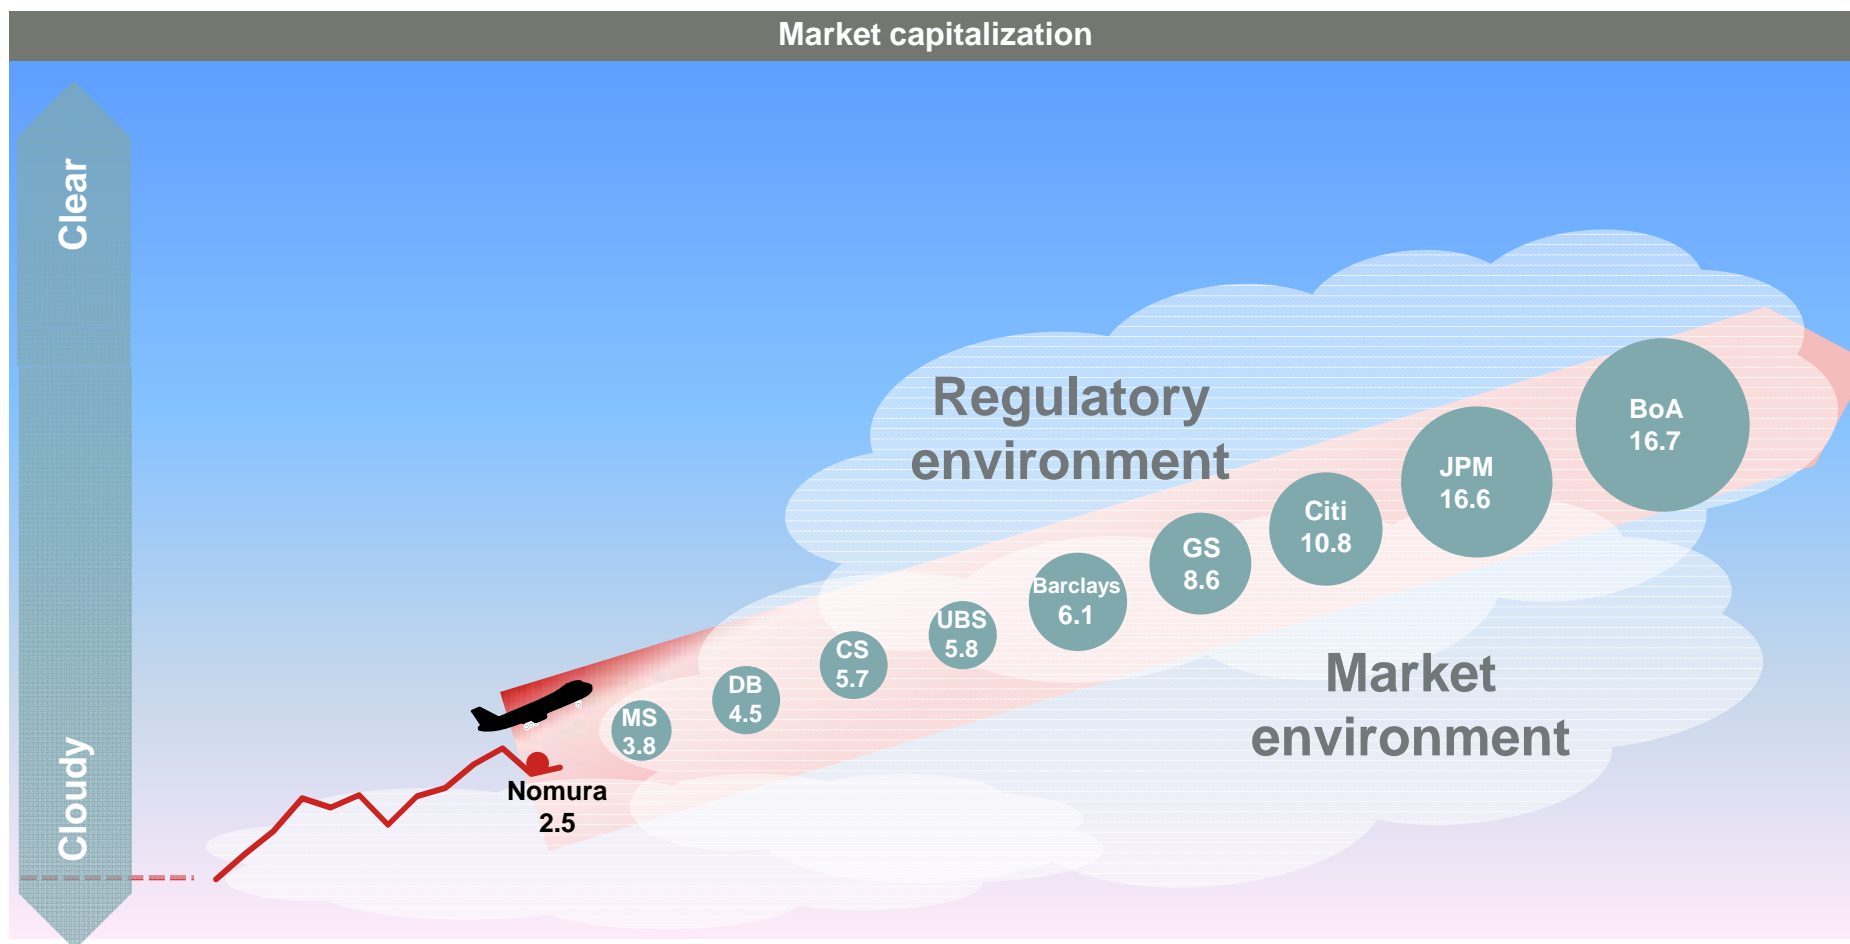 Market capitalization
Clear
Cloudy
Regulatory
environment
Market
environment
Nomura
2.5
MS
3.8
DB
4.5
CS
5.7
UBS
5.8
Barclays
6.1
GS
8.6
Citi
10.8
JPM
16.6
BoA
16.7